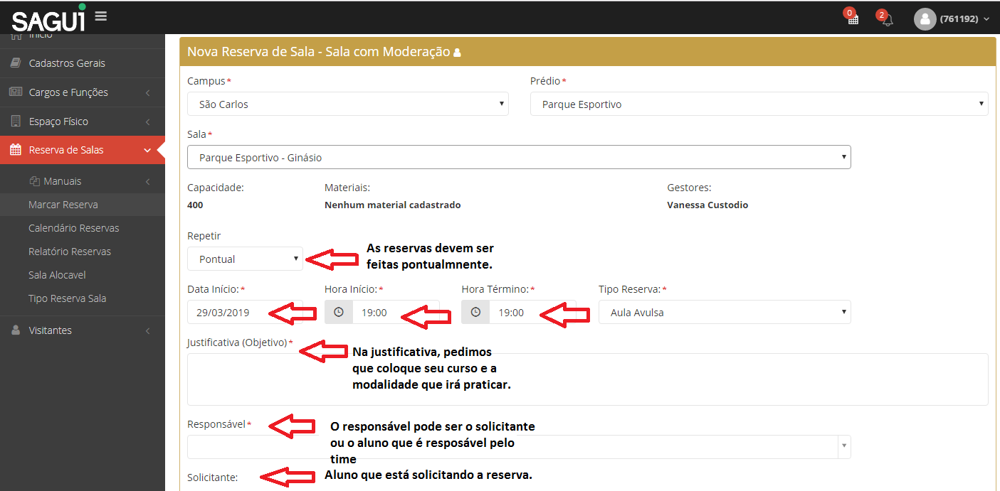 SAGUi
0
2
(761192)
Início
Cadastros Gerais
Cargos e Funções
Espaço Físico
Reserva de Salas
Manuais
Marcar Reserva
Calendário Reservas
Relatório Reservas
Sala Alocavel
Tipo Reserva Sala
Visitantes
Nova Reserva de Sala - Sala com Moderação
Campus* Prédio*
São Carlos Parque Esportivo
Sala*
Parque Esportivo - Ginásio
Capacidade: Materiais: Gestores:
400 Nenhum material cadastrado Vanessa Custodio
Repetir
Pontual
As reservas devem ser
feitas pontualmnente.
Data Início:* Hora Início:* Hora Término:* Tipo Reserva:*
29/03/2019 19:00 19:00 Aula Avulsa
Justificativa (Objetivo)*
Na justificativa, pedimos
que coloque seu curso e a
modalidade que irá praticar.
Responsável*
O responsável pode ser o solicitante
ou o aluno que é resposável pelo
time
Solicitante:
Aluno que está solicitando a reserva.